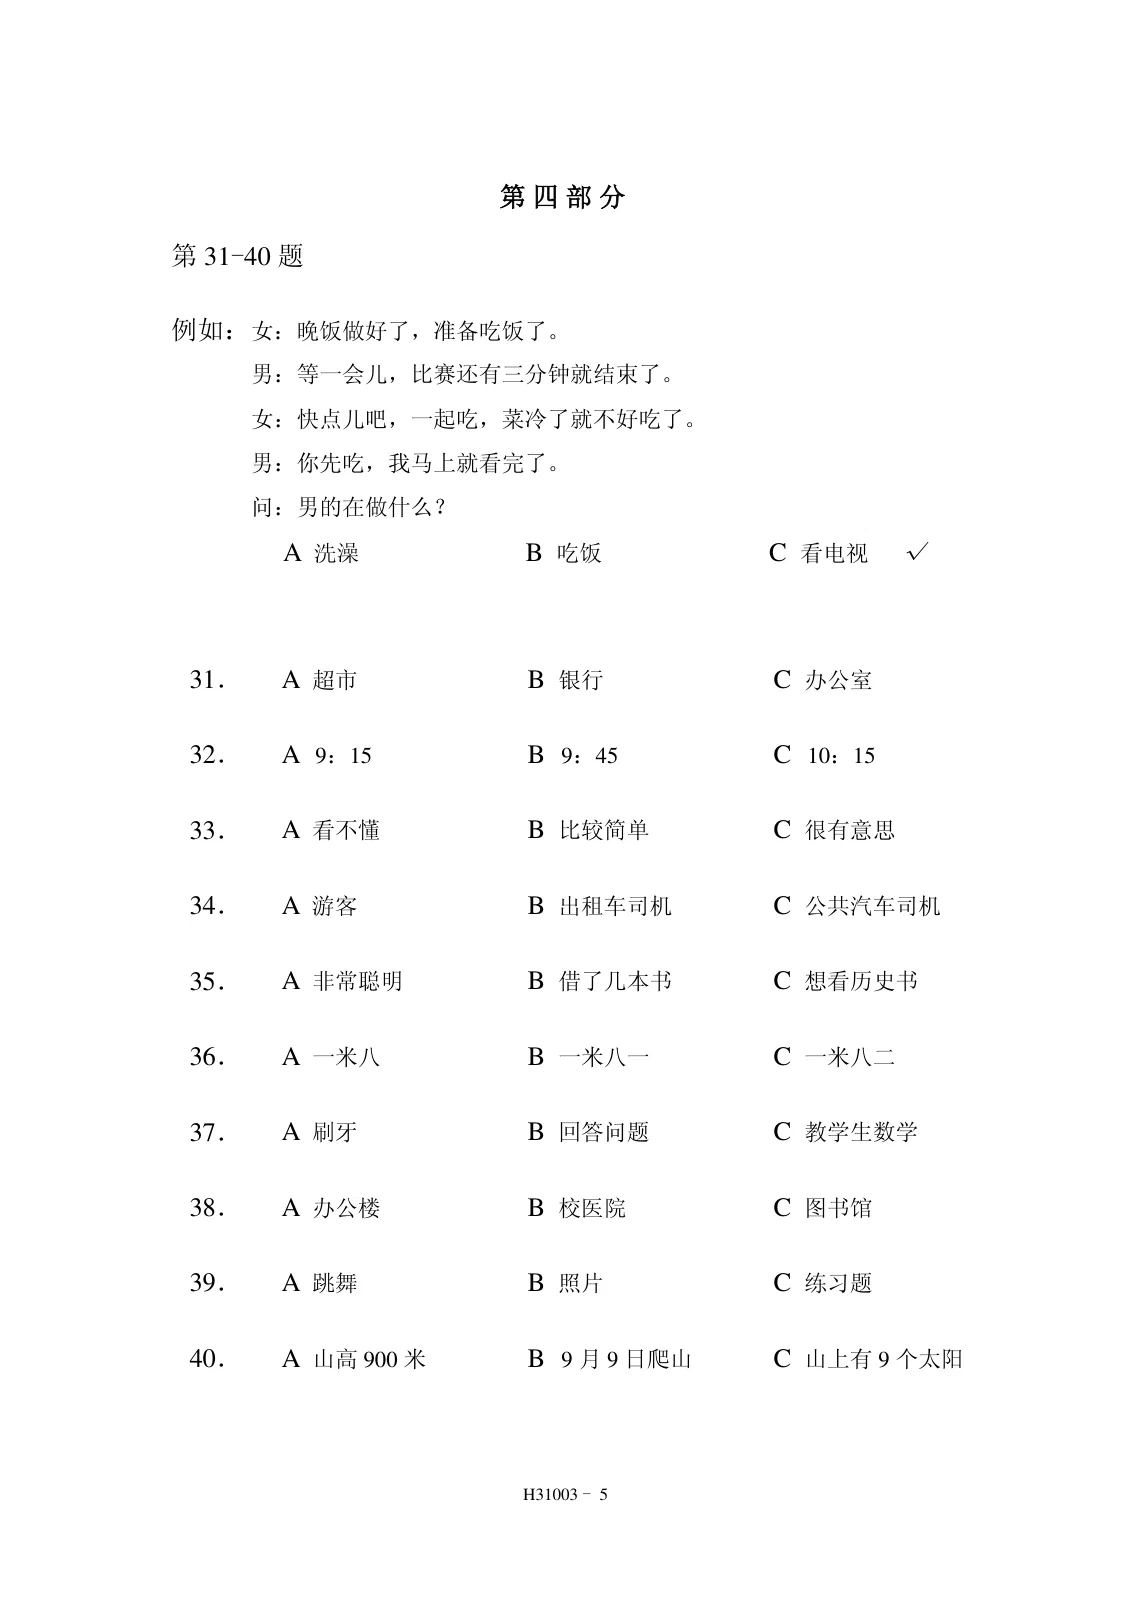 第四部分
第 31-40 题
例如：女：晚饭做好了，准备吃饭了。
男：等一会儿，比赛还有三分钟就结束了。
女：快点儿吧，一起吃，菜冷了就不好吃了。
男：你先吃，我马上就看完了。
问：男的在做什么？
A 洗澡 B 吃饭 C 看电视 √
31． A 超市 B 银行 C 办公室
32． A 9：15 B 9：45 C 10：15
33． A 看不懂 B 比较简单 C 很有意思
34． A 游客 B 出租车司机 C 公共汽车司机
35． A 非常聪明 B 借了几本书 C 想看历史书
36． A 一米八 B 一米八一 C 一米八二
37． A 刷牙 B 回答问题 C 教学生数学
38． A 办公楼 B 校医院 C 图书馆
39． A 跳舞 B 照片 C 练习题
40． A 山高 900 米 B 9 月 9 日爬山 C 山上有 9 个太阳
H31003 - 5